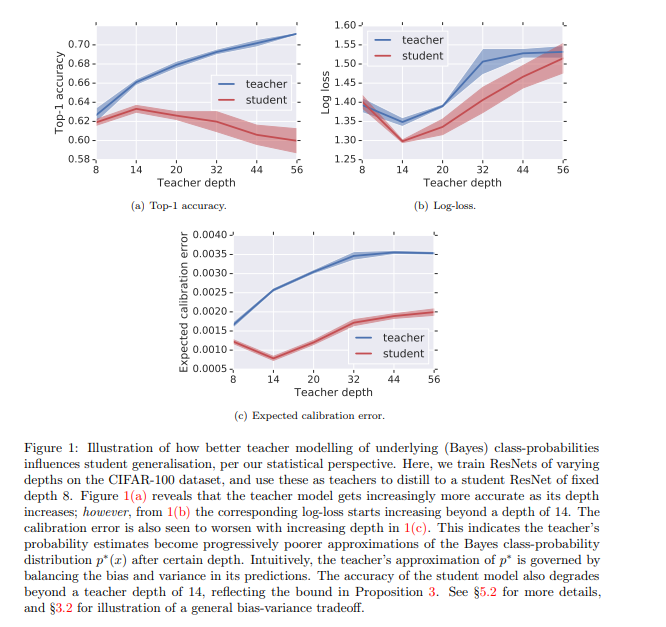 0.70
0.68
0.66
0.64
0.62
0.60
0.58
Top-1 accuracy
teacher
student
8 14 20 32 44 56
Teacher depth
(a) Top-1 accuracy.
1.60
1.55
1.50
1.45
1.40
1.35
1.30
1.25
Log loss
teacher
student
8 14 20 32 44 56
Teacher depth
(b) Log-loss.
0.0040
0.0035
0.0030
0.0025
0.0020
0.0015
0.0010
0.0005
Expected calibration error
teacher
student
8 14 20 32 44 56
Teacher depth
(c) Expected calibration error.
Figure 1: Illustration of how better teacher modelling of underlying (Bayes) class-probabilities
influences student generalisation, per our statistical perspective. Here, we train ResNets of varying
depths on the CIFAR-100 dataset, and use these as teachers to distill to a student ResNet of fixed
depth 8. Figure 1(a) reveals that the teacher model gets increasingly more accurate as its depth
increases; however, from 1(b) the corresponding log-loss starts increasing beyond a depth of 14. The
calibration error is also seen to worsen with increasing depth in 1(c). This indicates the teacher's
probability estimates become progressively poorer approximations of the Bayes class-probability
distribution p*(x) after certain depth. Intuitively, the teacher's approximation of p* is governed by
balancing the bias and variance in its predictions. The accuracy of the student model also degrades
beyond a teacher depth of 14, reflecting the bound in Proposition 3. See §5.2 for more details,
and §3.2 for illustration of a general bias-variance tradeoff.